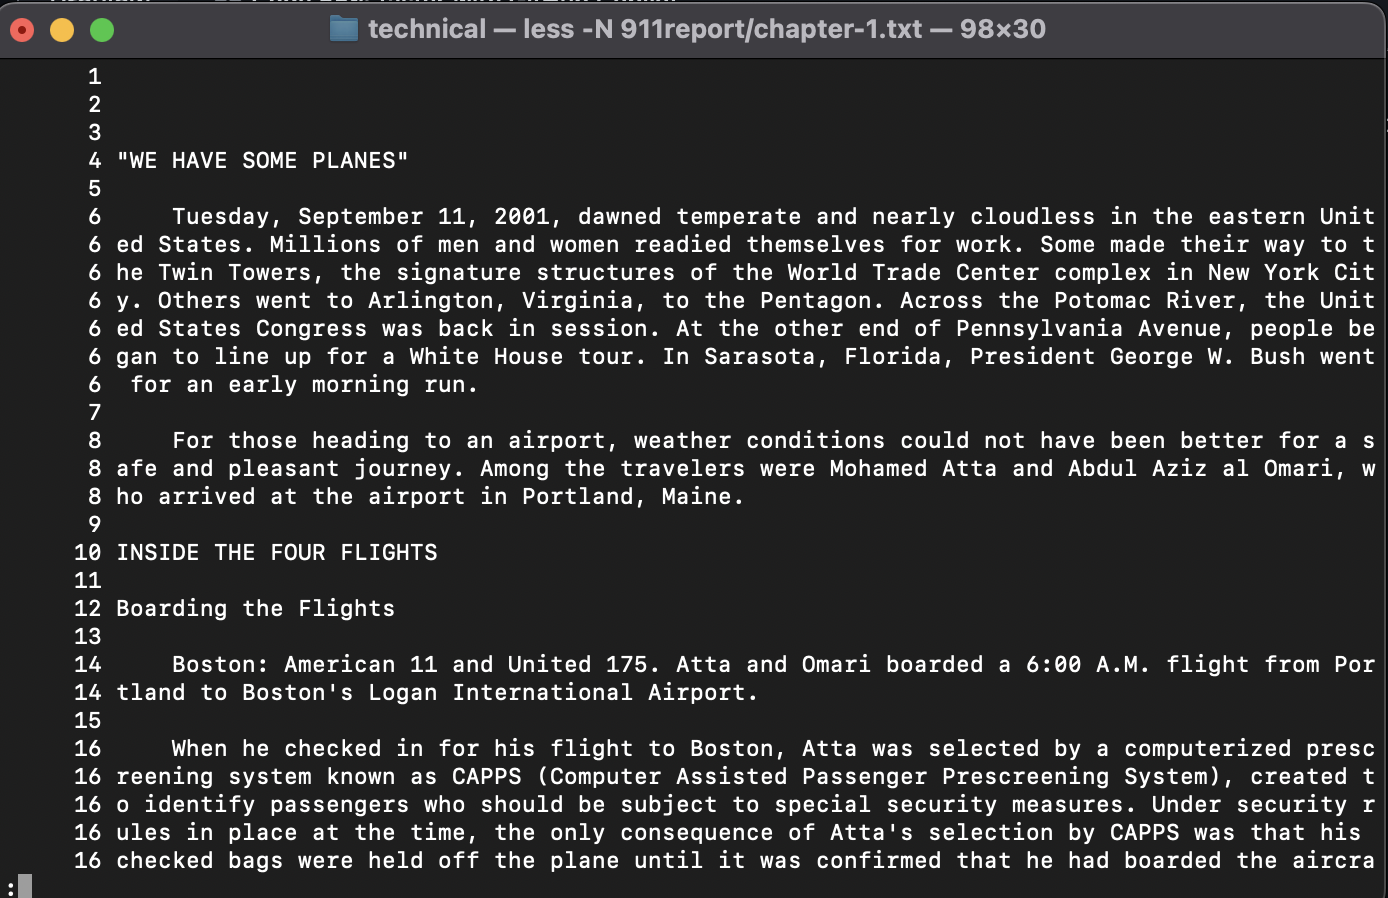 technical — less -N 911report/chapter-1.txt — 98×30
1
2
3
4 "WE HAVE SOME PLANES"
5
6     Tuesday, September 11, 2001, dawned temperate and nearly cloudless in the eastern Unit
6 ed States. Millions of men and women readied themselves for work. Some made their way to t
6 he Twin Towers, the signature structures of the World Trade Center complex in New York Cit
6 y. Others went to Arlington, Virginia, to the Pentagon. Across the Potomac River, the Unit
6 ed States Congress was back in session. At the other end of Pennsylvania Avenue, people be
6 gan to line up for a White House tour. In Sarasota, Florida, President George W. Bush went
6  for an early morning run.
7
8     For those heading to an airport, weather conditions could not have been better for a s
8 afe and pleasant journey. Among the travelers were Mohamed Atta and Abdul Aziz al Omari, w
8 ho arrived at the airport in Portland, Maine.
9
10 INSIDE THE FOUR FLIGHTS
11
12 Boarding the Flights
13
14     Boston: American 11 and United 175. Atta and Omari boarded a 6:00 A.M. flight from Por
14 tland to Boston's Logan International Airport.
15
16     When he checked in for his flight to Boston, Atta was selected by a computerized presc
16 reening system known as CAPPS (Computer Assisted Passenger Prescreening System), created t
16 o identify passengers who should be subject to special security measures. Under security r
16 ules in place at the time, the only consequence of Atta's selection by CAPPS was that his
16 checked bags were held off the plane until it was confirmed that he had boarded the aircra
: